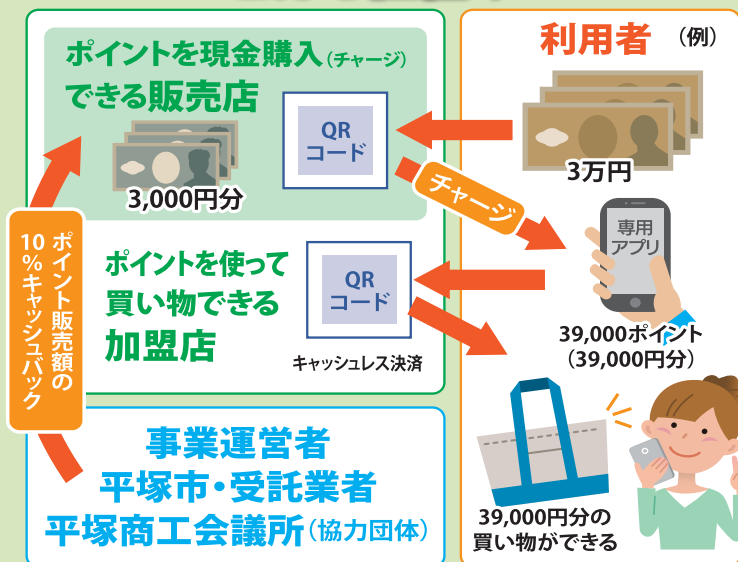 ポイントを現金購入（チャージ）
できる販売店
QR
コード
3,000円分
ポイントを使って
買い物できる
加盟店
QR
コード
キャッシュレス決済
ポイント販売額の
10％キャッシュバック
事業運営者
平塚市・受託業者
平塚商工会議所（協力団体）
利用者（例）
3万円
チャージ
専用
アプリ
39,000ポイント
（39,000円分）
39,000円分の
買い物ができる